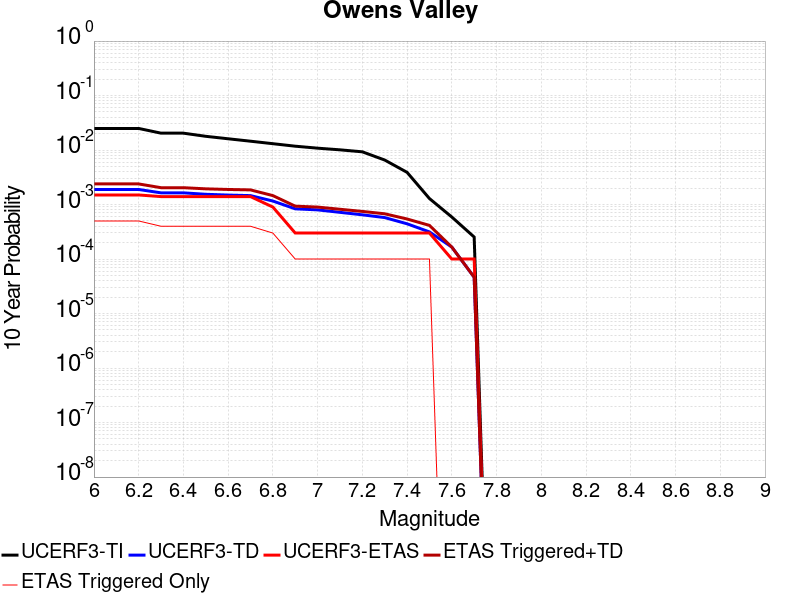 Owens Valley
10^0
10^-1
10^-2
10^-3
10^-4
10^-5
10^-6
10^-7
10^-8
10 Year Probability
6 6.2 6.4 6.6 6.8 7 7.2 7.4 7.6 7.8 8 8.2 8.4 8.6 8.8 9
Magnitude
UCERF3-TI UCERF3-TD UCERF3-ETAS ETAS Triggered+TD
ETAS Triggered Only